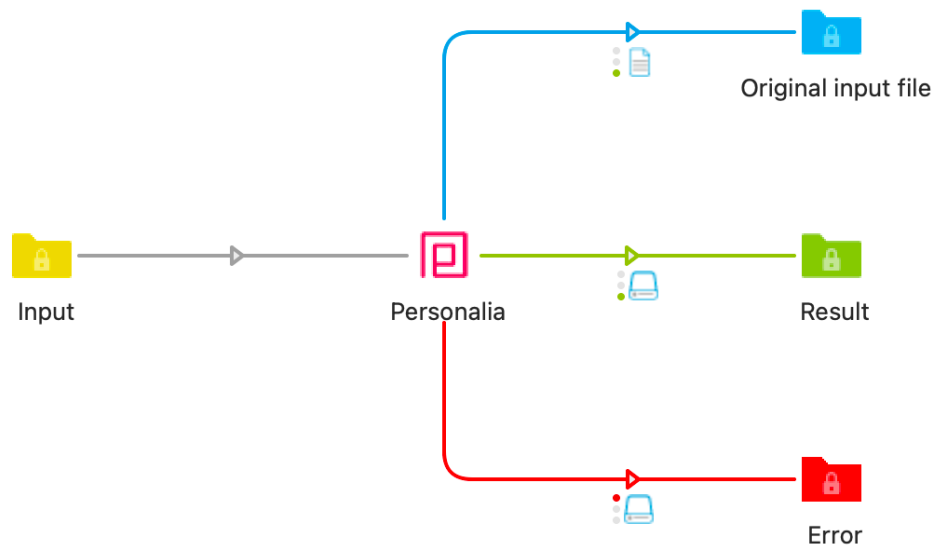 Original input file
Input
Personalia
Result
Error